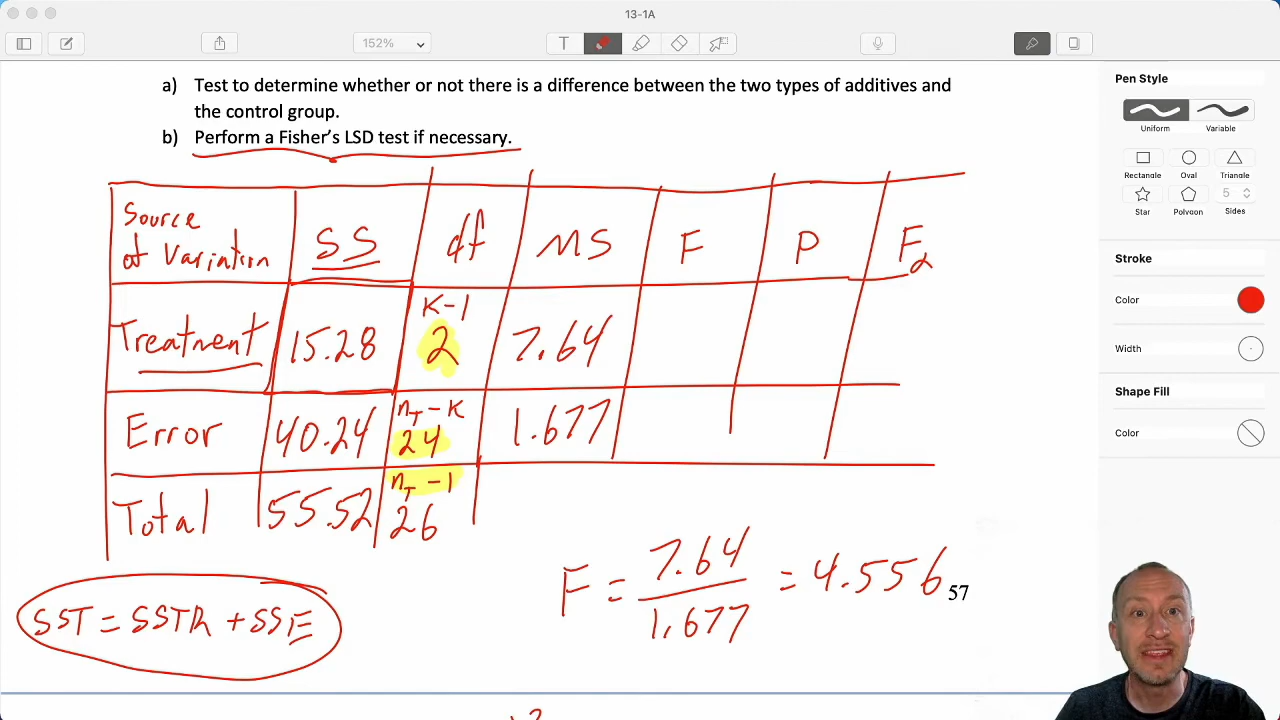 13-1A
152%
T
a) Test to determine whether or not there is a difference between the two types of additives and
the control group.
b) Perform a Fisher's LSD test if necessary.
Source
of Variation
SS
df
MS
F
P
Fα
Treatment
15.28
K-1
2
7.64
Error
40.24
nT-K
24
1.677
Total
55.52
nT-1
26
F = 7.64 / 1.677 = 4.556
57
SST = SSTR + SSE
Pen Style
Uniform
Variable
Rectangle
Oval
Triangle
Star
Polygon
5
Sides
Stroke
Color
Width
Shape Fill
Color